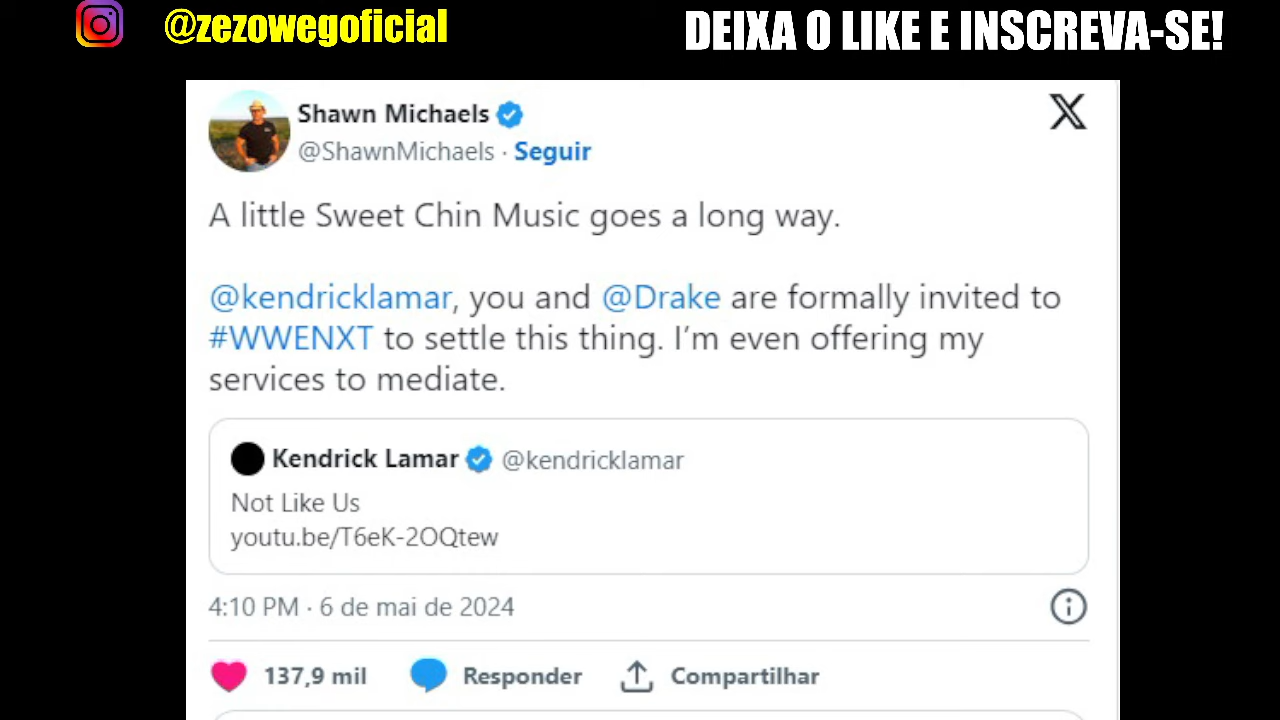 @zezowegoficial
DEIXA O LIKE E INSCREVA-SE!
Shawn Michaels
@ShawnMichaels · Seguir
A little Sweet Chin Music goes a long way.
@kendricklamar, you and @Drake are formally invited to
#WWENXT to settle this thing. I’m even offering my
services to mediate.
Kendrick Lamar @kendricklamar
Not Like Us
youtu.be/T6eK-2OQtew
4:10 PM · 6 de mai de 2024
137,9 mil Responder Compartilhar